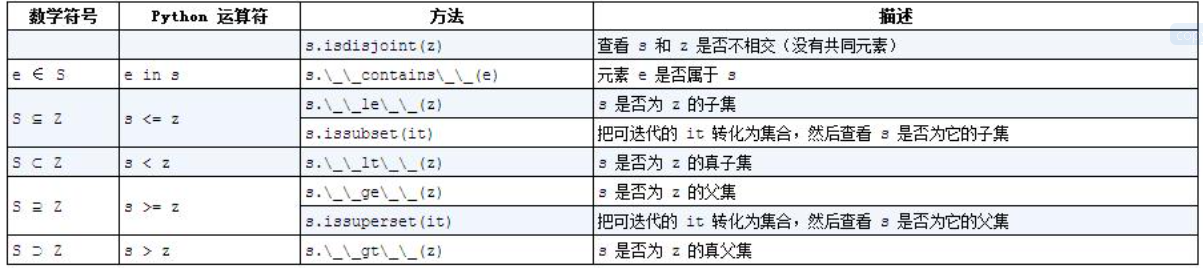 数学符号 Python 运算符 方法 描述
s.isdisjoint(z) 查看 s 和 z 是否不相交（没有共同元素）
e ∈ S e in s s.\_\_contains\_\_(e) 元素 e 是否属于 s
S ⊆ Z s <= z s.\_\_le\_\_(z) s 是否为 z 的子集
s.issubset(it) 把可迭代的 it 转化为集合，然后查看 s 是否为它的子集
S ⊂ Z s < z s.\_\_lt\_\_(z) s 是否为 z 的真子集
S ⊇ Z s >= z s.\_\_ge\_\_(z) s 是否为 z 的父集
s.issuperset(it) 把可迭代的 it 转化为集合，然后查看 s 是否为它的父集
S ⊃ Z s > z s.\_\_gt\_\_(z) s 是否为 z 的真父集